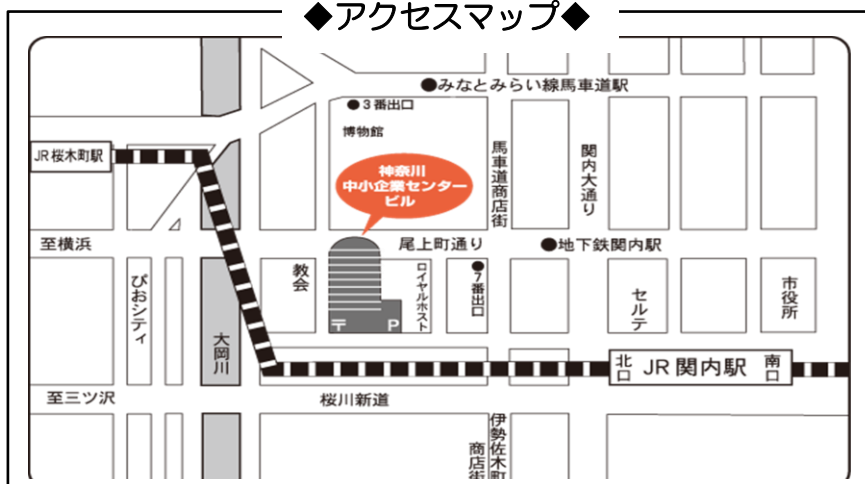 ◆アクセスマップ◆
●みなとみらい線馬車道駅
●3番出口
博物館
JR桜木町駅
神奈川
中小企業センター
ビル
馬車道商店街
関内大通り
至横浜
尾上町通り
●地下鉄関内駅
ぴおシティ
大岡川
教会
〒
P
ロイヤルホスト
●7番出口
セルテ
市役所
北口
JR 関内駅
南口
至三ツ沢
桜川新道
伊勢佐木町
商店街